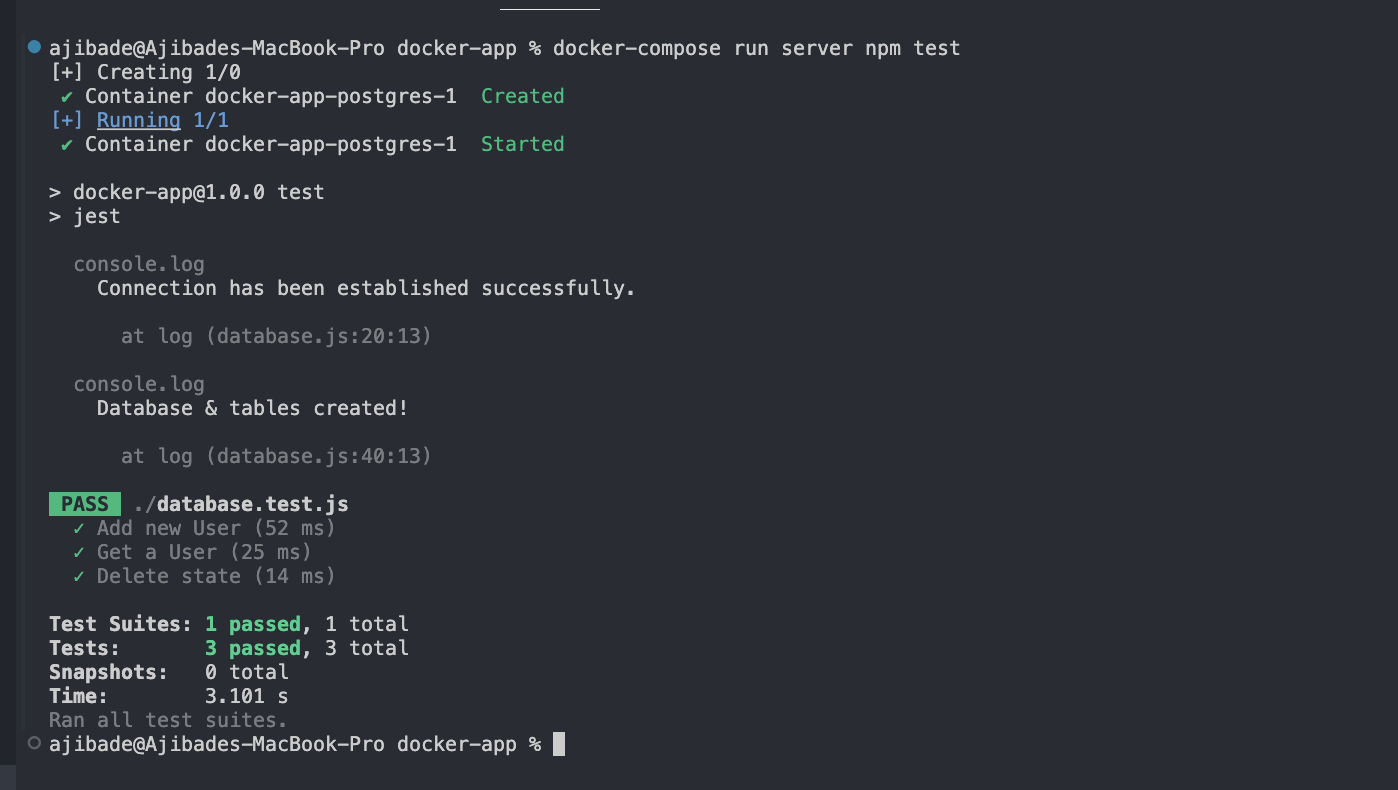 ajibade@Ajibades-MacBook-Pro docker-app % docker-compose run server npm test
[+] Creating 1/0
✔ Container docker-app-postgres-1  Created
[+] Running 1/1
✔ Container docker-app-postgres-1  Started
> docker-app@1.0.0 test
> jest
console.log
Connection has been established successfully.
at log (database.js:20:13)
console.log
Database & tables created!
at log (database.js:40:13)
PASS ./database.test.js
✓ Add new User (52 ms)
✓ Get a User (25 ms)
✓ Delete state (14 ms)
Test Suites: 1 passed, 1 total
Tests:       3 passed, 3 total
Snapshots:   0 total
Time:        3.101 s
Ran all test suites.
ajibade@Ajibades-MacBook-Pro docker-app %